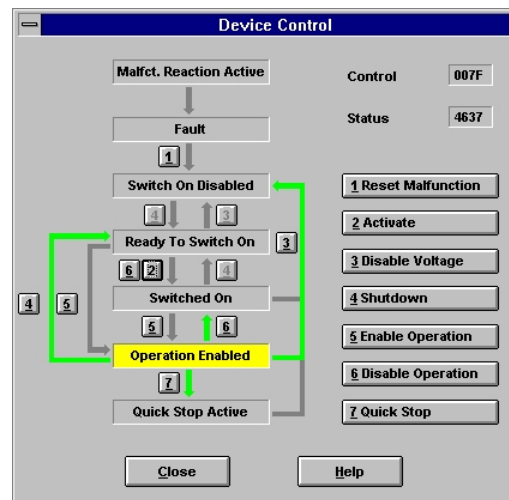 Device Control
Malfct. Reaction Active
Control 007F
Status 4637
Fault
1
Switch On Disabled
1 Reset Malfunction
4 3
2 Activate
Ready To Switch On
3
3 Disable Voltage
6 2 4
Switched On
4 Shutdown
4 5
5 6
5 Enable Operation
Operation Enabled
6 Disable Operation
7
Quick Stop Active
7 Quick Stop
Close Help